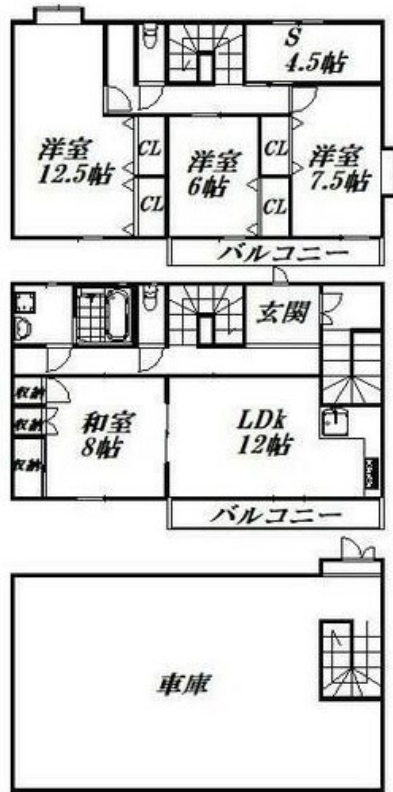 S
4.5帖
洋室
12.5帖
CL
CL
洋室
6帖
CL
CL
洋室
7.5帖
バルコニー
玄関
収納
収納
収納
和室
8帖
LDk
12帖
バルコニー
車庫